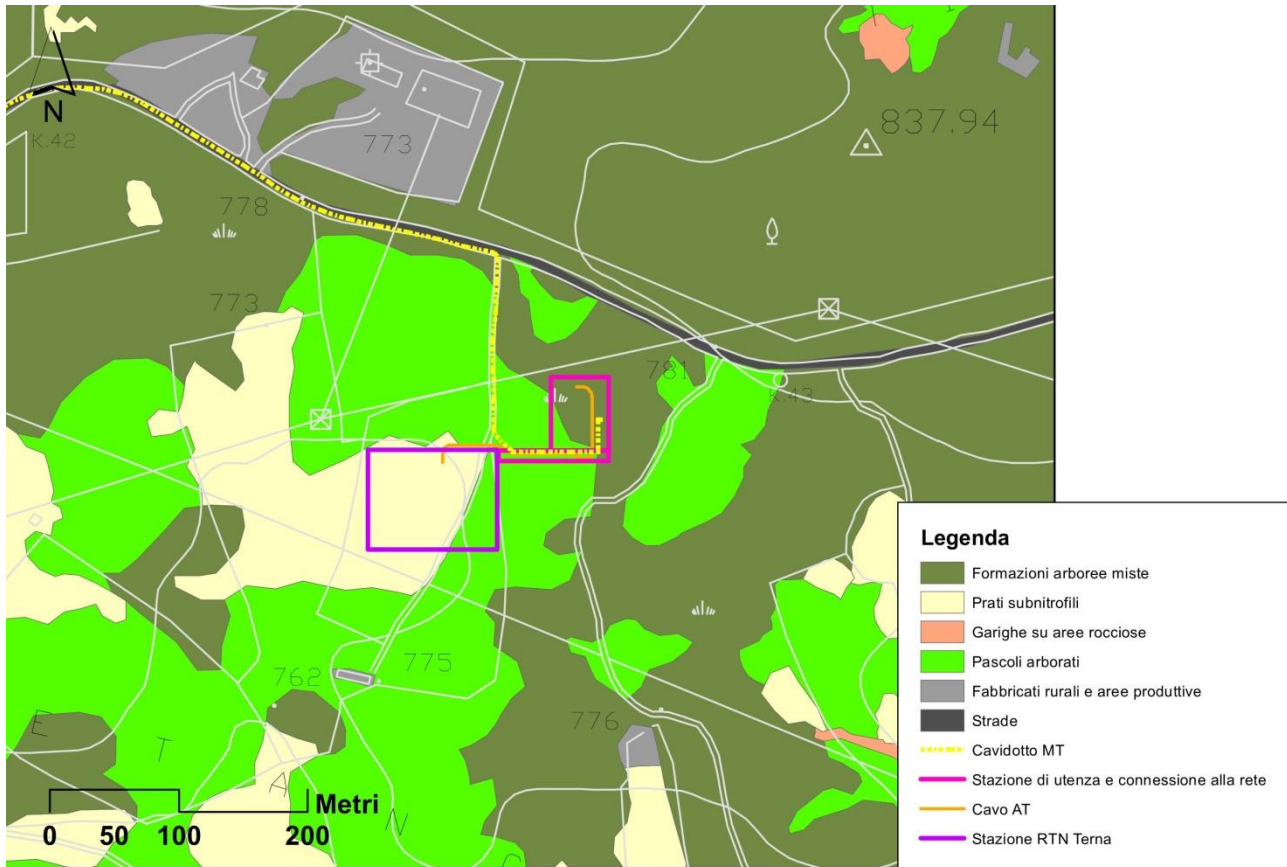 N
K.42
773
837.94
778
773
781
K.43
762
775
776
E
T
A
N
Metri
0 50 100 200
Legenda
Formazioni arboree miste
Prati subnitrofili
Garighe su aree rocciose
Pascoli arborati
Fabbricati rurali e aree produttive
Strade
Cavidotto MT
Stazione di utenza e connessione alla rete
Cavo AT
Stazione RTN Terna